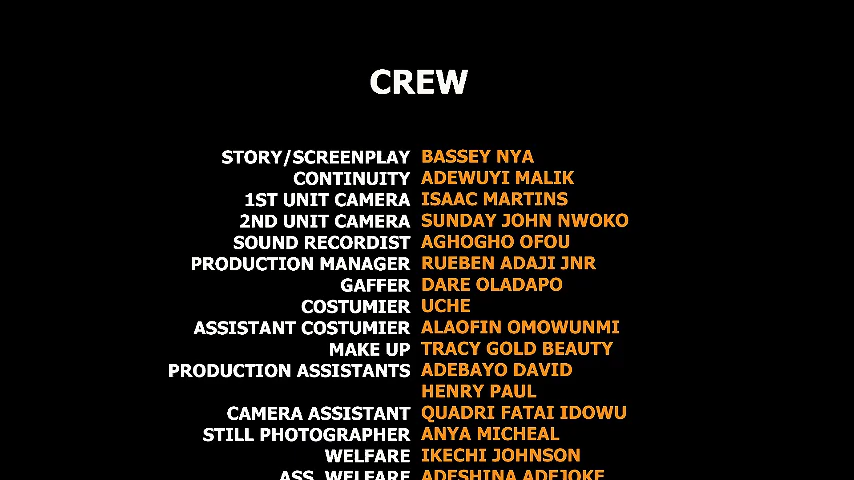 CREW
STORY/SCREENPLAY BASSEY NYA
CONTINUITY ADEWUYI MALIK
1ST UNIT CAMERA ISAAC MARTINS
2ND UNIT CAMERA SUNDAY JOHN NWOKO
SOUND RECORDIST AGHOGHO OFOU
PRODUCTION MANAGER RUEBEN ADAJI JNR
GAFFER DARE OLADAPO
COSTUMIER UCHE
ASSISTANT COSTUMIER ALAOFIN OMOWUNMI
MAKE UP TRACY GOLD BEAUTY
PRODUCTION ASSISTANTS ADEBAYO DAVID
HENRY PAUL
CAMERA ASSISTANT QUADRI FATAI IDOWU
STILL PHOTOGRAPHER ANYA MICHEAL
WELFARE IKECHI JOHNSON
ASS. WELFARE ADESHINA ADEJOKE